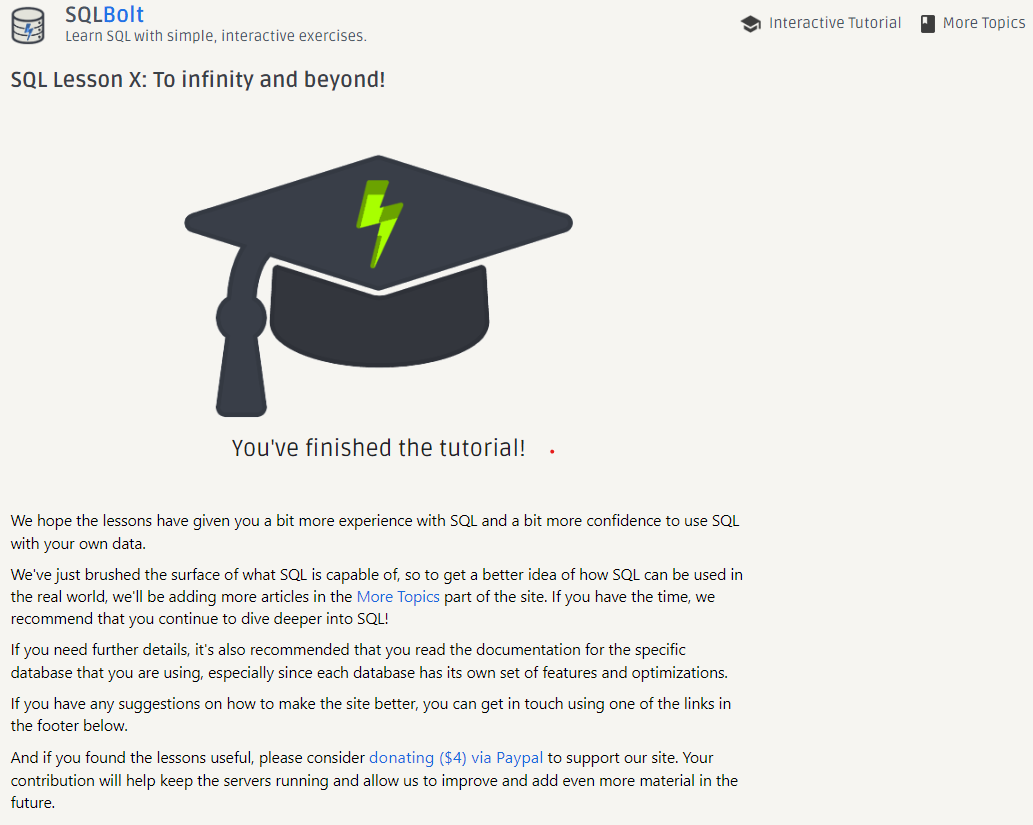 SQLBolt
Learn SQL with simple, interactive exercises.
Interactive Tutorial
More Topics
SQL Lesson X: To infinity and beyond!
You've finished the tutorial!
We hope the lessons have given you a bit more experience with SQL and a bit more confidence to use SQL
with your own data.
We've just brushed the surface of what SQL is capable of, so to get a better idea of how SQL can be used in
the real world, we'll be adding more articles in the More Topics part of the site. If you have the time, we
recommend that you continue to dive deeper into SQL!
If you need further details, it's also recommended that you read the documentation for the specific
database that you are using, especially since each database has its own set of features and optimizations.
If you have any suggestions on how to make the site better, you can get in touch using one of the links in
the footer below.
And if you found the lessons useful, please consider donating ($4) via Paypal to support our site. Your
contribution will help keep the servers running and allow us to improve and add even more material in the
future.